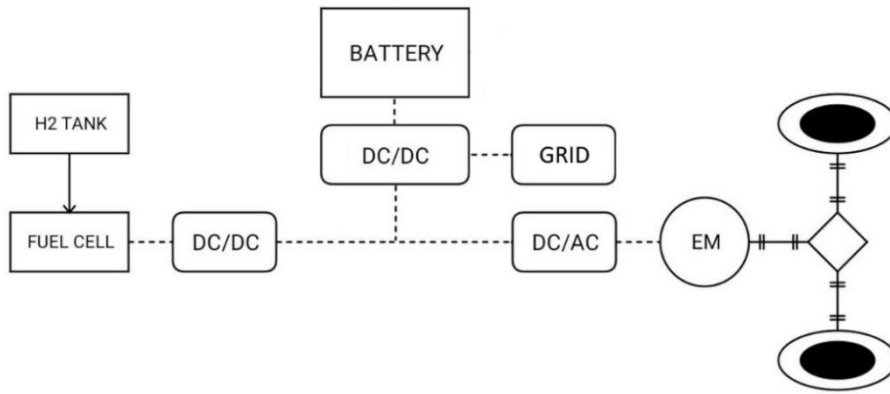 BATTERY
H2 TANK
DC/DC
GRID
FUEL CELL
DC/DC
DC/AC
EM